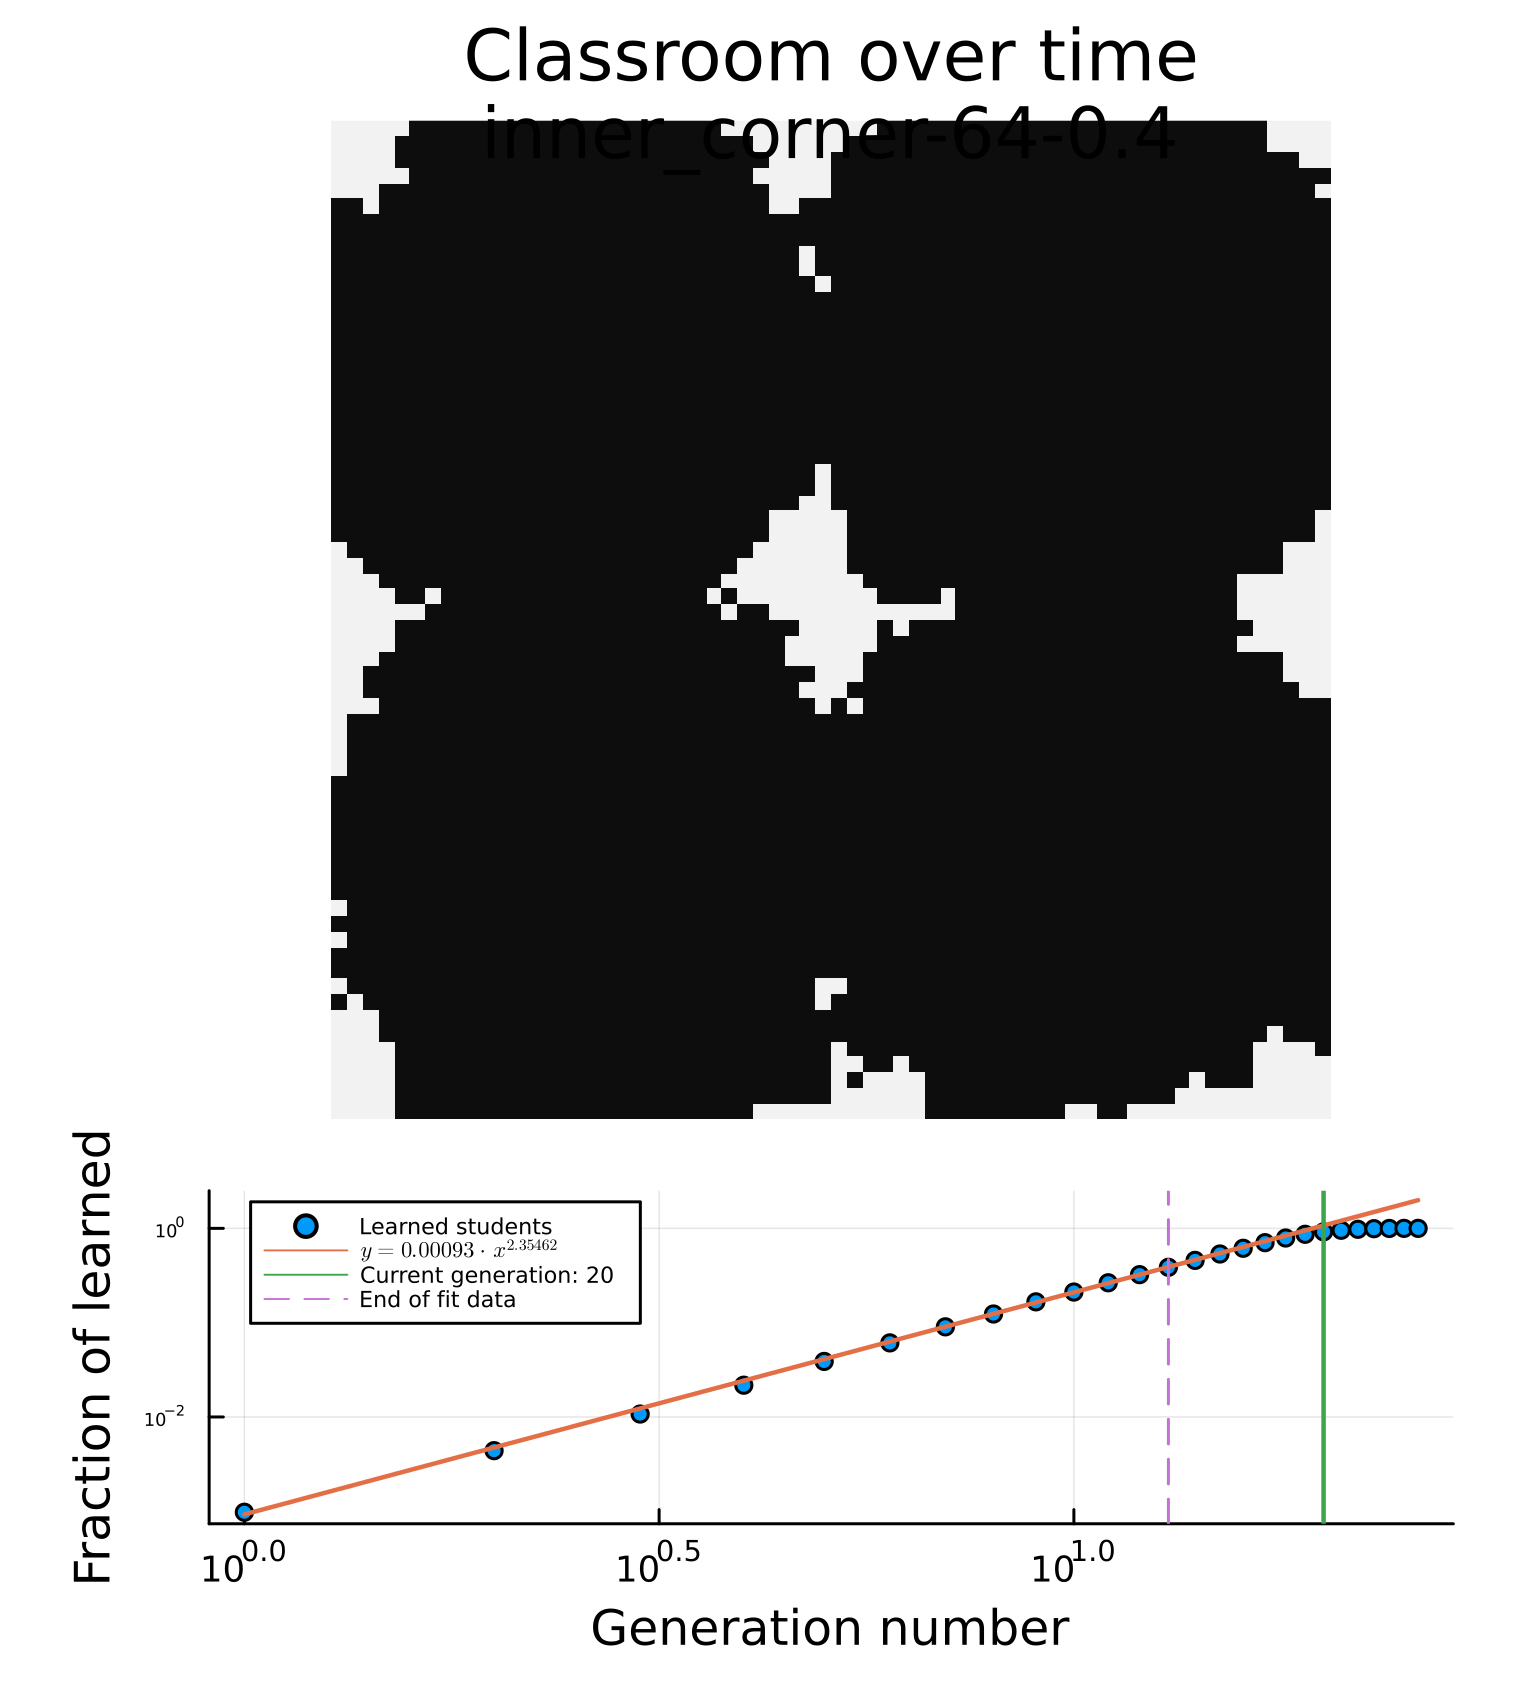 Classroom over time
inner_corner-64-0.4
Fraction of learned
10^0
10^−2
Learned students
y = 0.00093 · x^2.35462
Current generation: 20
End of fit data
10^0.0
10^0.5
10^1.0
Generation number